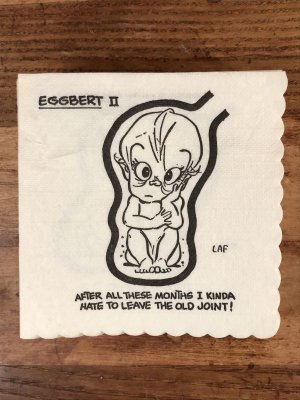 EGGBERT II
LAF
AFTER ALL THESE MONTHS I KINDA
HATE TO LEAVE THE OLD JOINT!